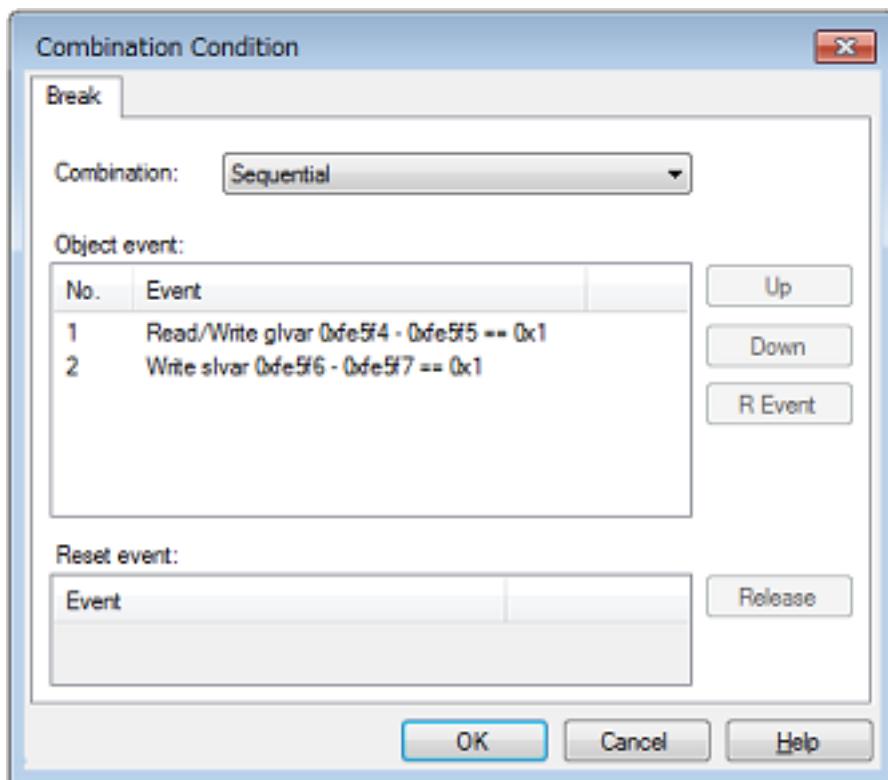 Combination Condition
Break
Combination: Sequential
Object event:
No. Event
1 Read/Write glvar 0xfe5f4 - 0xfe5f5 == 0x1
2 Write slvar 0xfe5f6 - 0xfe5f7 == 0x1
Up
Down
R Event
Reset event:
Event
Release
OK Cancel Help